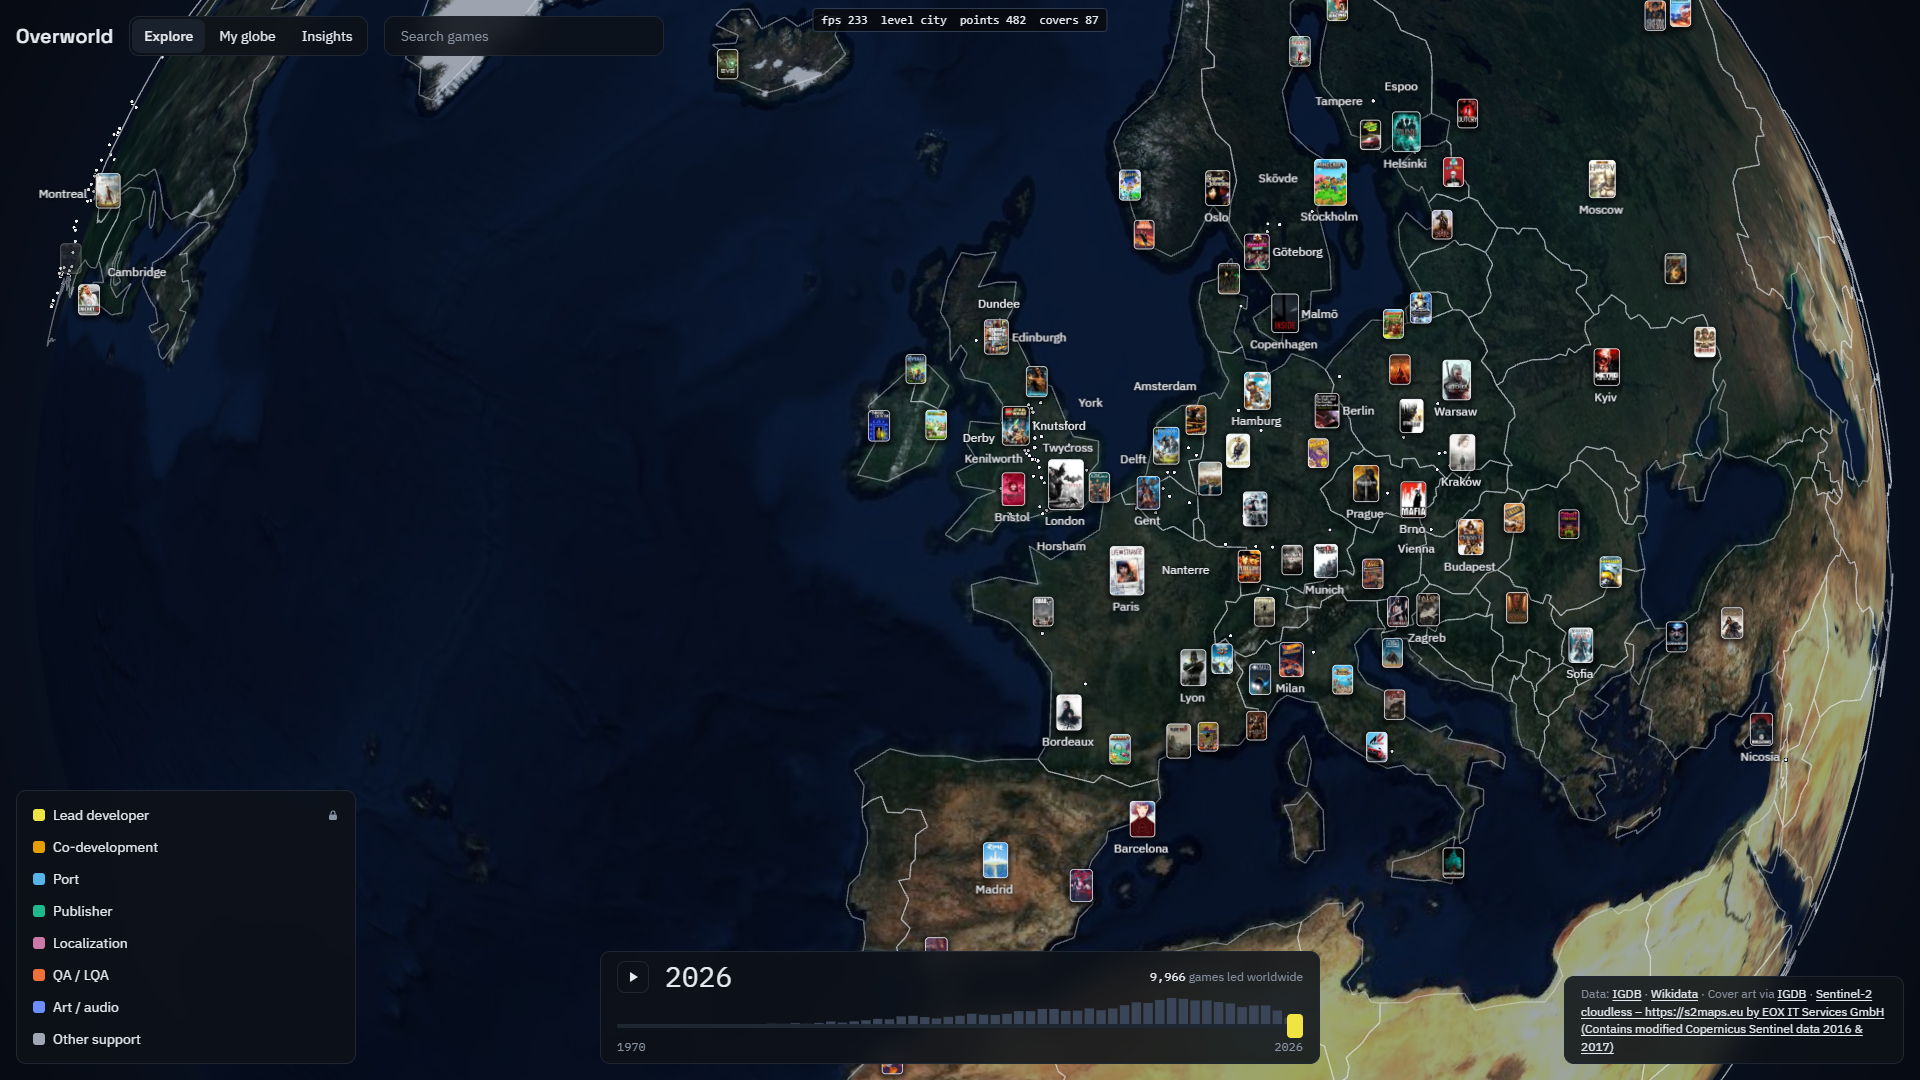 Overworld
Explore
My globe
Insights
Search games
fps 233 level city points 482 covers 87
Espoo
Tampere
Helsinki
Montreal
Skövde
Oslo
Stockholm
Moscow
Göteborg
Cambridge
Dundee
Malmö
Edinburgh
Copenhagen
Amsterdam
York
Berlin
Warsaw
Kyiv
Hamburg
Knutsford
Derby
Twycross
Kenilworth
Delft
Kraków
Bristol
London
Gent
Prague
INSIDE
METRO
MAFIA
Brno
Horsham
Vienna
Nanterre
Budapest
Munich
Paris
Zagreb
Sofia
Lyon
Milan
Bordeaux
Nicosia
Barcelona
Madrid
Lead developer
Co-development
Port
Publisher
Localization
QA / LQA
Art / audio
Other support
2026
9,966 games led worldwide
1970
2026
Data: IGDB · Wikidata · Cover art via IGDB · Sentinel-2
cloudless – https://s2maps.eu by EOX IT Services GmbH
(Contains modified Copernicus Sentinel data 2016 &
2017)